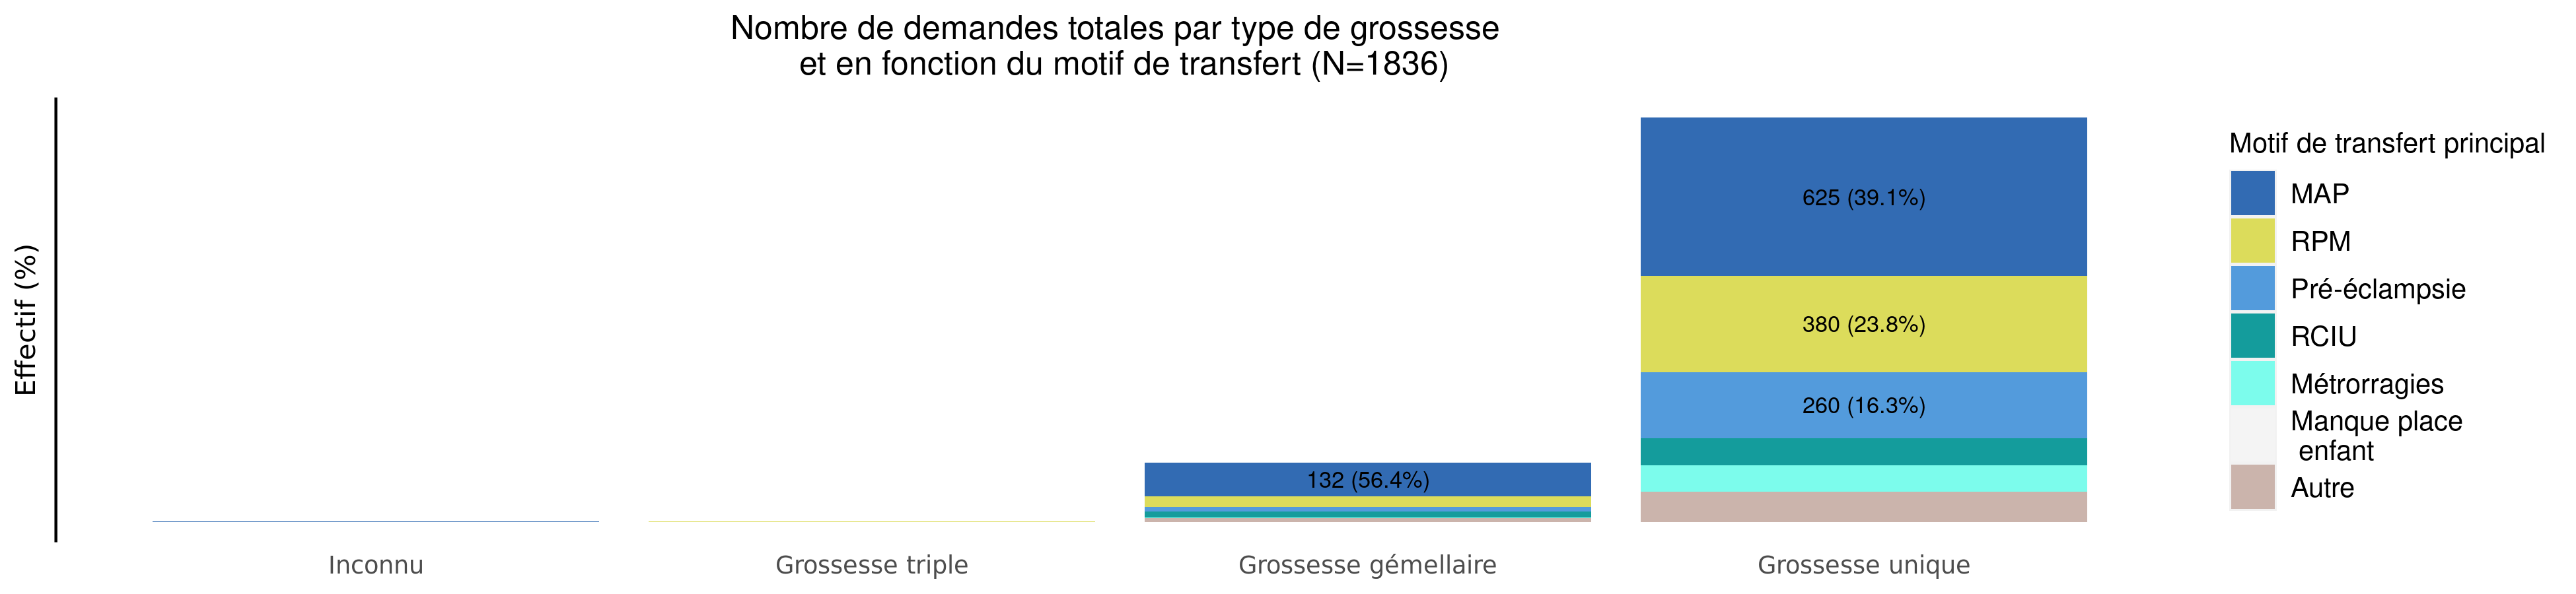 Nombre de demandes totales par type de grossesse
et en fonction du motif de transfert (N=1836)
Effectif (%)
625 (39.1%)
380 (23.8%)
260 (16.3%)
132 (56.4%)
Inconnu
Grossesse triple
Grossesse gémellaire
Grossesse unique
Motif de transfert principal
MAP
RPM
Pré-éclampsie
RCIU
Métrorragies
Manque place
enfant
Autre